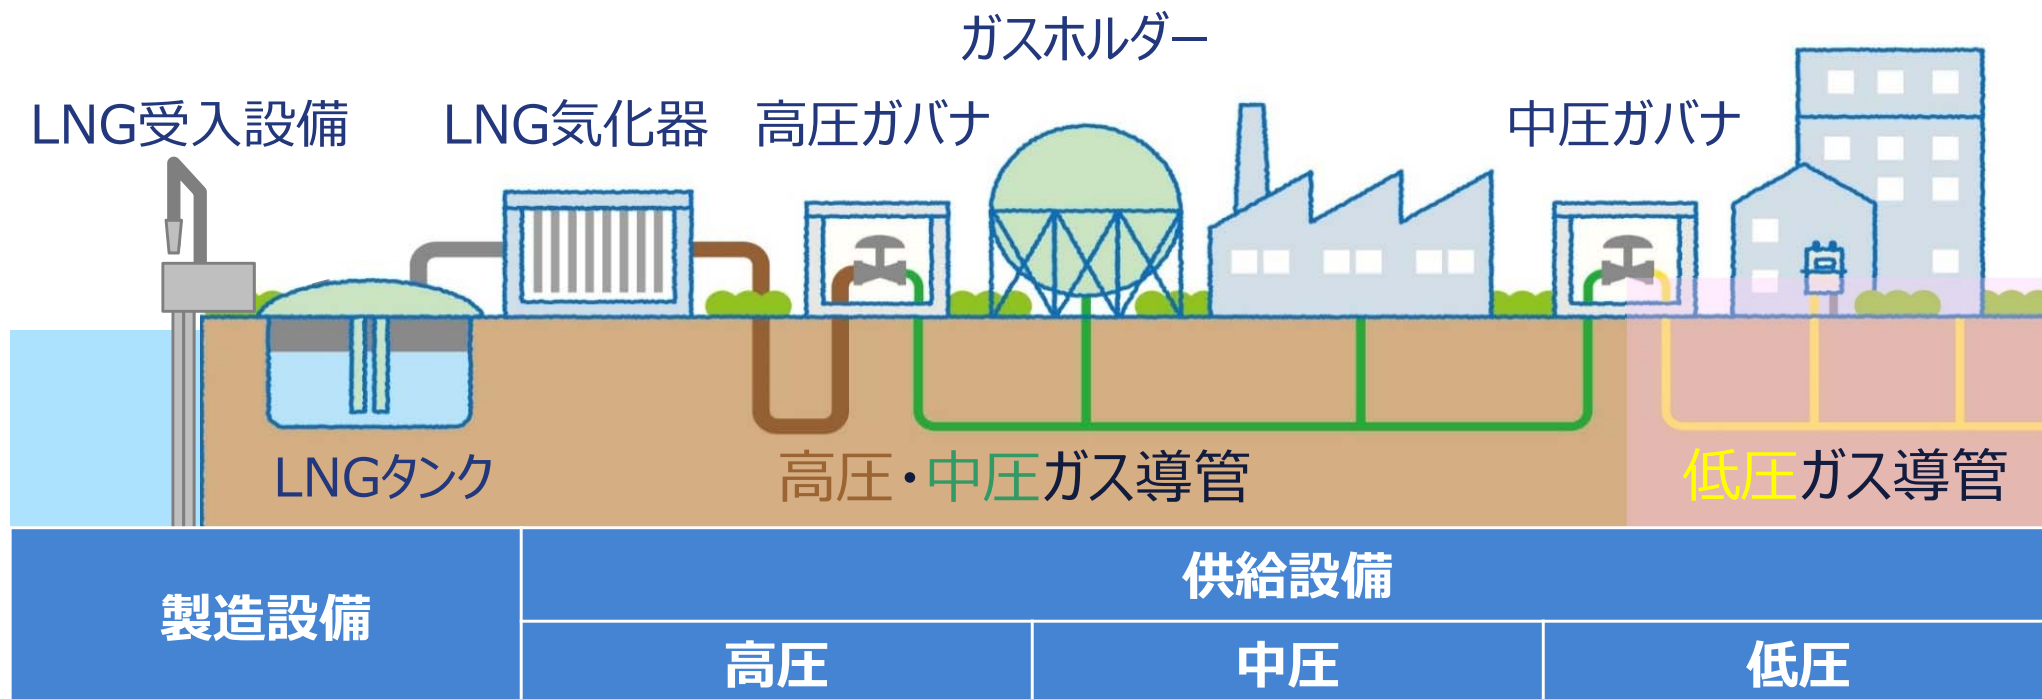 ガスホルダー
LNG受入設備
LNG気化器
高圧ガバナ
中圧ガバナ
LNGタンク
高圧・中圧ガス導管
低圧ガス導管
製造設備
供給設備
高圧
中圧
低圧